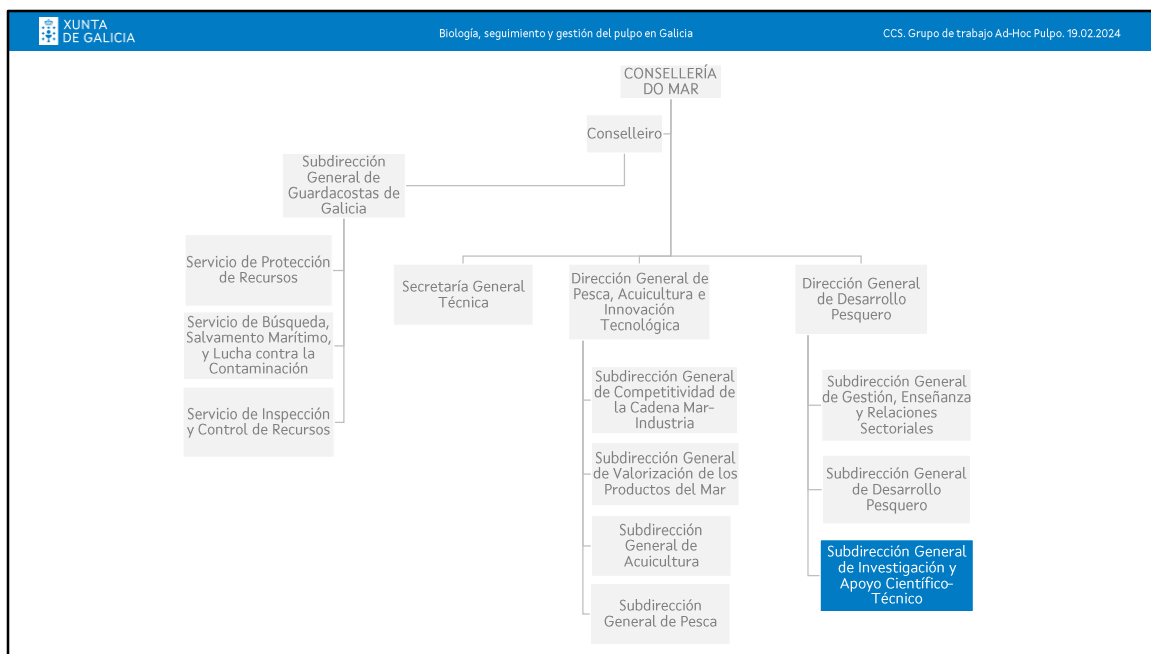 XUNTA
DE GALICIA
Biología, seguimiento y gestión del pulpo en Galicia
CCS. Grupo de trabajo Ad-Hoc Pulpo. 19.02.2024
CONSELLERÍA
DO MAR
Conselleiro
Subdirección
General de
Guardacostas de
Galicia
Servicio de Protección
de Recursos
Servicio de Búsqueda,
Salvamento Marítimo,
y Lucha contra la
Contaminación
Servicio de Inspección
y Control de Recursos
Secretaría General
Técnica
Dirección General de
Pesca, Acuicultura e
Innovación
Tecnológica
Subdirección General
de Competitividad de
la Cadena Mar-
Industria
Subdirección General
de Valorización de los
Productos del Mar
Subdirección
General de
Acuicultura
Subdirección
General de Pesca
Dirección General
de Desarrollo
Pesquero
Subdirección General
de Gestión, Enseñanza
y Relaciones
Sectoriales
Subdirección General
de Desarrollo
Pesquero
Subdirección General
de Investigación y
Apoyo Científico-
Técnico